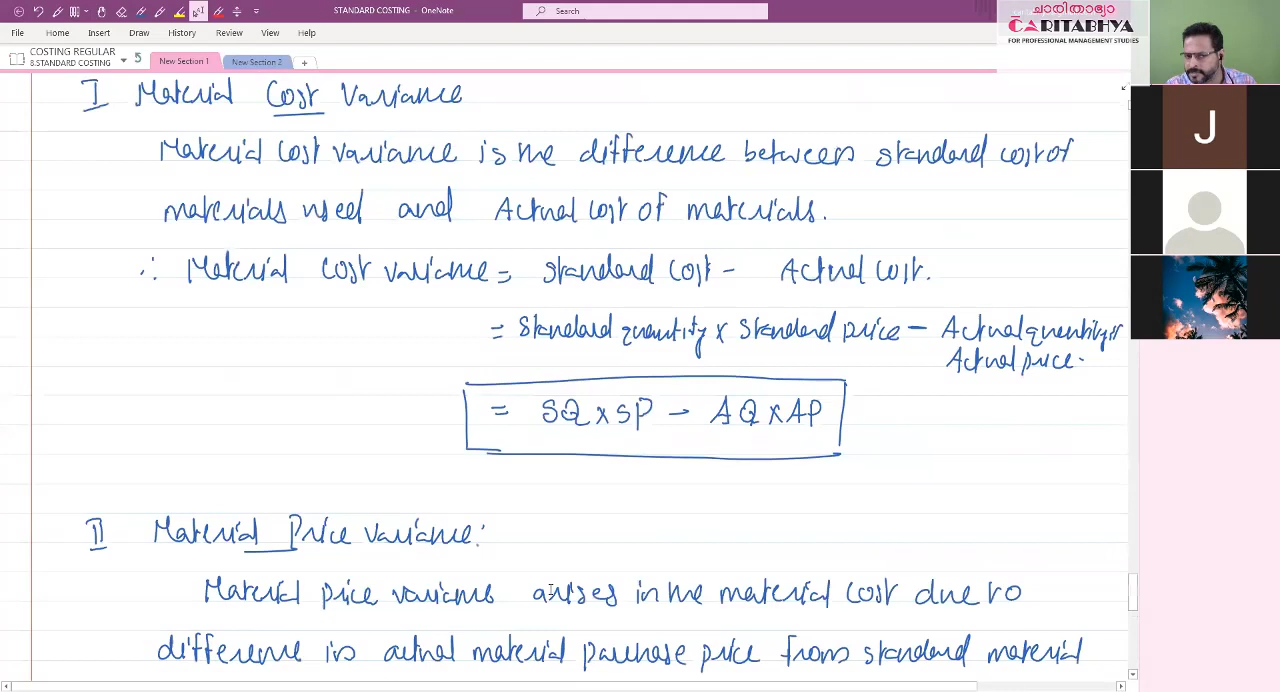 STANDARD COSTING - OneNote
Search
ചാരിതാഭ്യാ
CARITABHYA
FOR PROFESSIONAL MANAGEMENT STUDIES
File Home Insert Draw History Review View Help
COSTING REGULAR
8.STANDARD COSTING
5
New Section 1
New Section 2
J
I Material Cost Variance
Material cost variance is the difference between standard cost of
materials used and Actual cost of materials.
∴ Material cost variance = standard cost - Actual cost.
= Standard quantity x Standard price - Actual quantity x
Actual price.
= SQ x SP - AQ x AP
II Material Price variance:
Material price variance arises in the material cost due to
difference in actual material purchase price from standard material